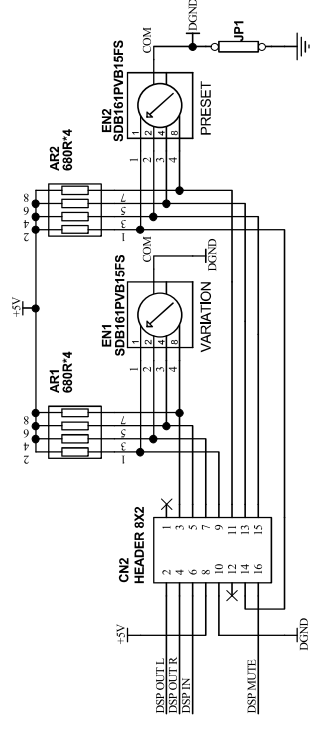 DSP OUT L
DSP OUT R
DSP IN
DSP MUTE
+5V
DGND
CN2
HEADER 8X2
2 1
4 3
6 5
8 7
10 9
12 11
14 13
16 15
AR1
680R*4
2 4 6 8
1 3 5 7
+5V
EN1
SDB161PVB15FS
1 2 3 4
1 2 4 8
COM
DGND
VARIATION
AR2
680R*4
2 4 6 8
1 3 5 7
EN2
SDB161PVB15FS
1 2 3 4
1 2 4 8
COM
PRESET
DGND
JP1